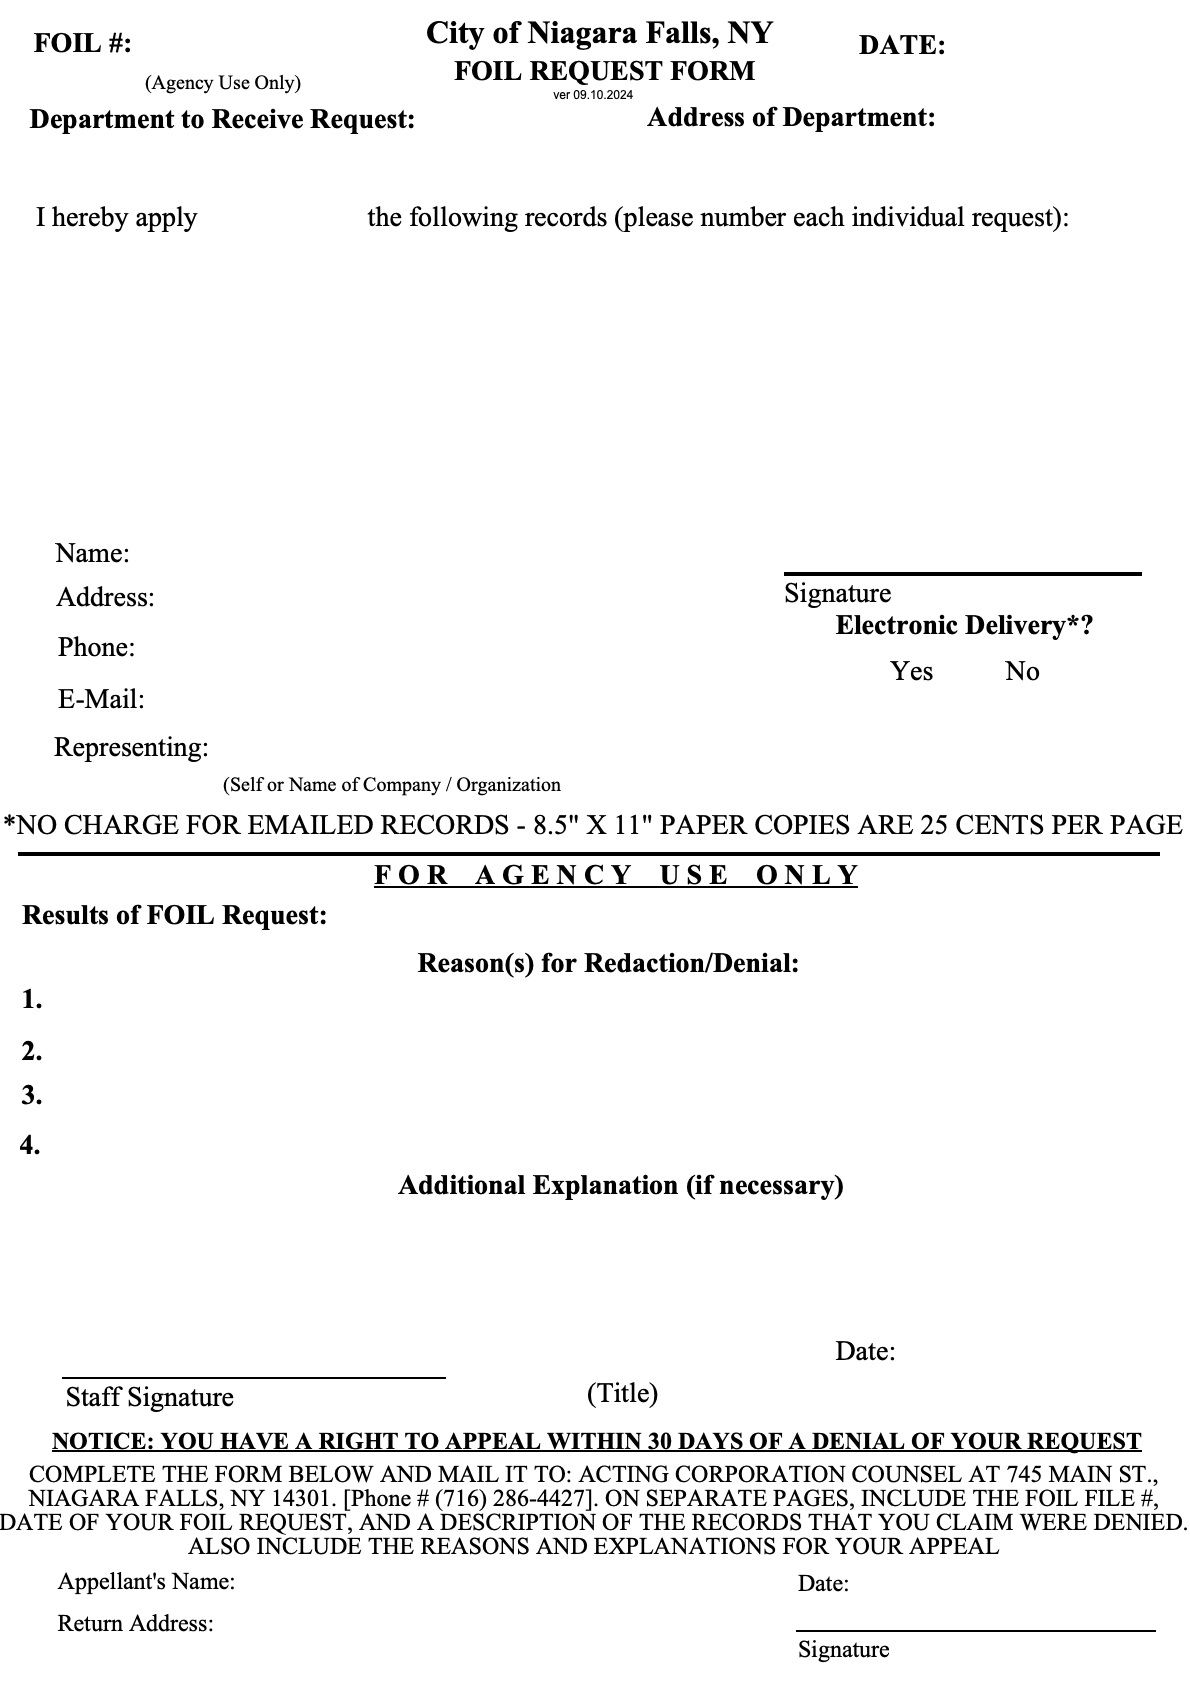 FOIL #:
City of Niagara Falls, NY
DATE:
(Agency Use Only)
FOIL REQUEST FORM
ver 09.10.2024
Department to Receive Request:
Address of Department:
I hereby apply the following records (please number each individual request):
Name:
Address:
Phone:
E-Mail:
Representing:
(Self or Name of Company / Organization
Signature
Electronic Delivery*?
Yes No
*NO CHARGE FOR EMAILED RECORDS - 8.5" X 11" PAPER COPIES ARE 25 CENTS PER PAGE
FOR AGENCY USE ONLY
Results of FOIL Request:
Reason(s) for Redaction/Denial:
1.
2.
3.
4.
Additional Explanation (if necessary)
Date:
Staff Signature
(Title)
NOTICE: YOU HAVE A RIGHT TO APPEAL WITHIN 30 DAYS OF A DENIAL OF YOUR REQUEST
COMPLETE THE FORM BELOW AND MAIL IT TO: ACTING CORPORATION COUNSEL AT 745 MAIN ST.,
NIAGARA FALLS, NY 14301. [Phone # (716) 286-4427]. ON SEPARATE PAGES, INCLUDE THE FOIL FILE #,
DATE OF YOUR FOIL REQUEST, AND A DESCRIPTION OF THE RECORDS THAT YOU CLAIM WERE DENIED.
ALSO INCLUDE THE REASONS AND EXPLANATIONS FOR YOUR APPEAL
Appellant's Name:
Date:
Return Address:
Signature